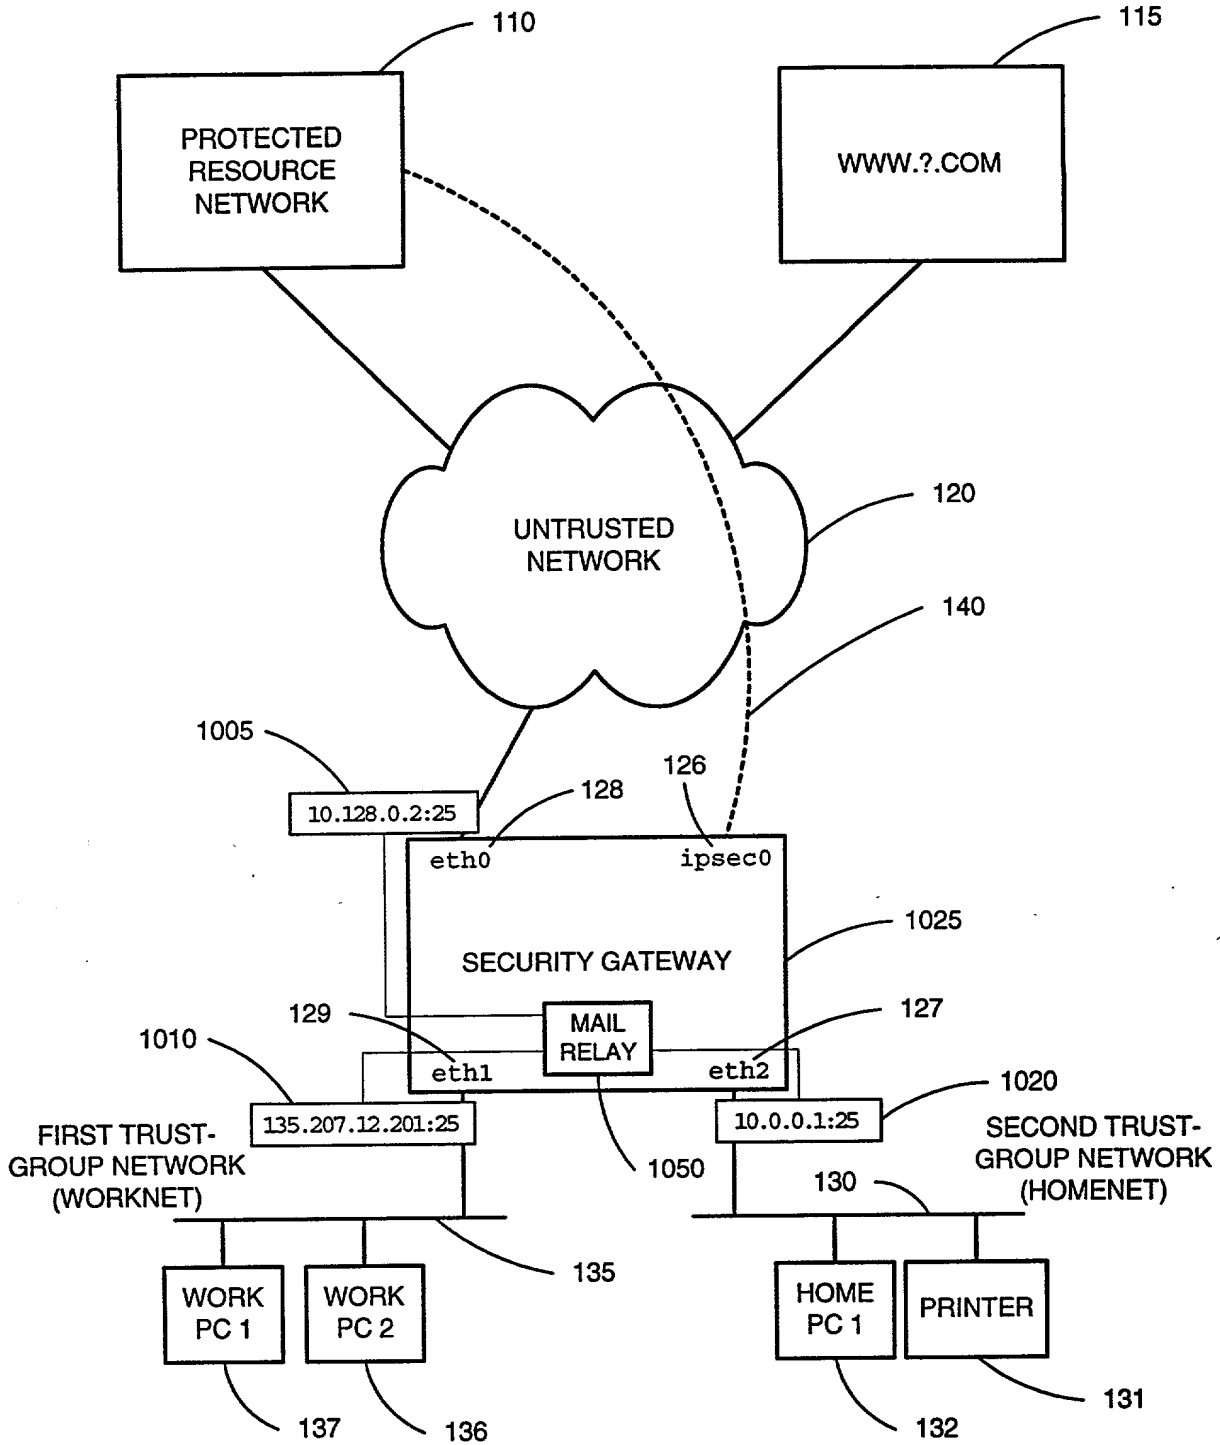 110
115
PROTECTED
RESOURCE
NETWORK
WWW.?.COM
120
UNTRUSTED
NETWORK
140
1005
126
128
10.128.0.2:25
eth0
ipsec0
1025
SECURITY GATEWAY
129
127
MAIL
RELAY
1010
eth1
eth2
1020
135.207.12.201:25
10.0.0.1:25
FIRST TRUST-
GROUP NETWORK
(WORKNET)
SECOND TRUST-
GROUP NETWORK
(HOMENET)
1050
130
135
WORK
PC 1
WORK
PC 2
HOME
PC 1
PRINTER
137
136
132
131